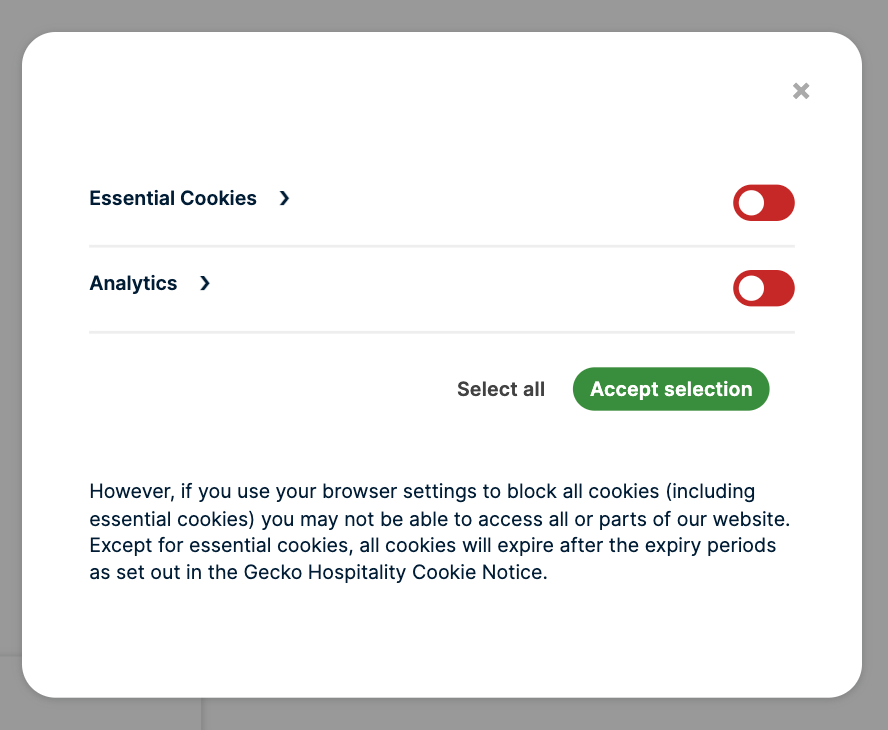 Essential Cookies
Analytics
Select all
Accept selection
However, if you use your browser settings to block all cookies (including
essential cookies) you may not be able to access all or parts of our website.
Except for essential cookies, all cookies will expire after the expiry periods
as set out in the Gecko Hospitality Cookie Notice.